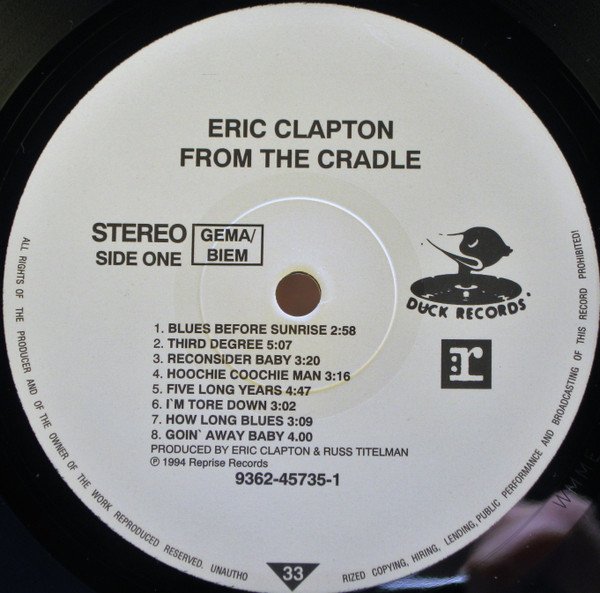 ERIC CLAPTON
FROM THE CRADLE
STEREO
SIDE ONE
GEMA/
BIEM
DUCK RECORDS
r
1. BLUES BEFORE SUNRISE 2:58
2. THIRD DEGREE 5:07
3. RECONSIDER BABY 3:20
4. HOOCHIE COOCHIE MAN 3:16
5. FIVE LONG YEARS 4:47
6. I`M TORE DOWN 3:02
7. HOW LONG BLUES 3:09
8. GOIN` AWAY BABY 4.00
PRODUCED BY ERIC CLAPTON & RUSS TITELMAN
℗ 1994 Reprise Records
9362-45735-1
ALL RIGHTS OF THE PRODUCER AND OF THE OWNER OF THE WORK REPRODUCED RESERVED. UNAUTHO
33
RIZED COPYING, HIRING, LENDING, PUBLIC PERFORMANCE AND BROADCASTING OF THIS RECORD PROHIBITED!